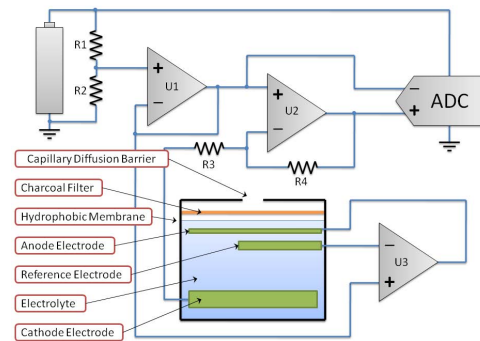 R1
R2
+
−
U1
+
−
U2
−
+
ADC
R3
R4
Capillary Diffusion Barrier
Charcoal Filter
Hydrophobic Membrane
Anode Electrode
Reference Electrode
Electrolyte
Cathode Electrode
−
+
U3